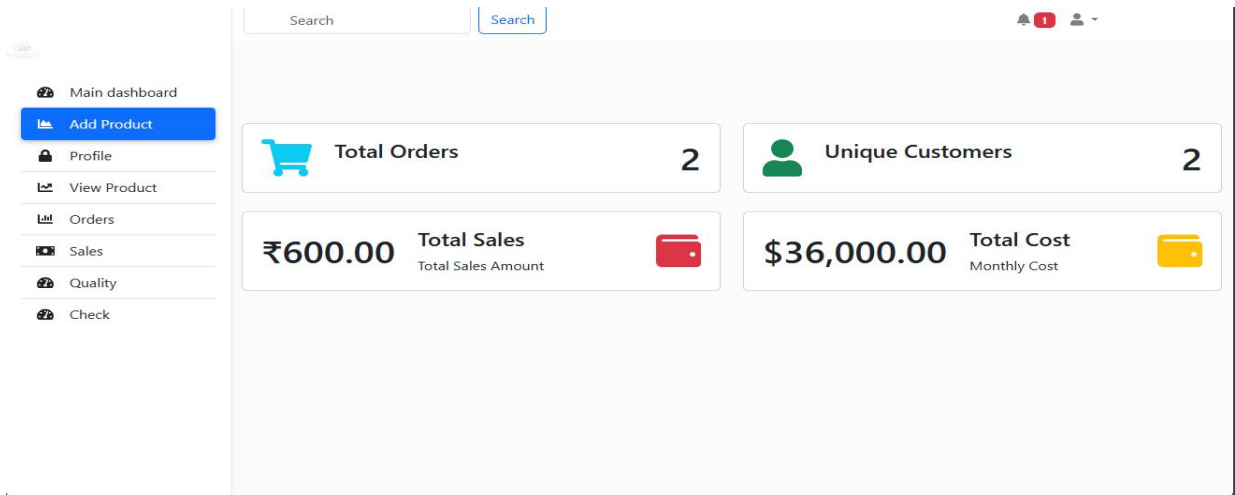 Search
Search
1
Main dashboard
Add Product
Profile
View Product
Orders
Sales
Quality
Check
Total Orders
2
Unique Customers
2
₹600.00
Total Sales
Total Sales Amount
$36,000.00
Total Cost
Monthly Cost